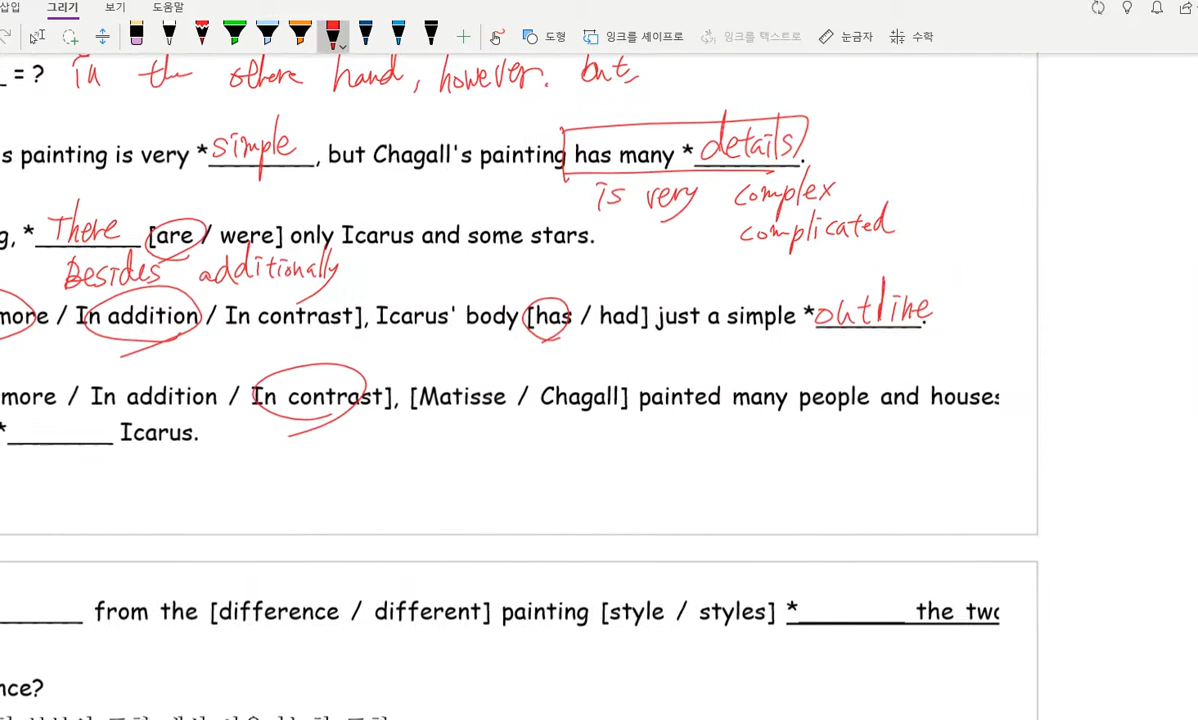 삽입 그리기 보기 도움말
도형 잉크를 셰이프로 잉크를 텍스트로 눈금자 수학
= ? in the othere hand, however. but,
s painting is very *simple, but Chagall's painting has many *details.
is very complex
complicated
g, *There [are / were] only Icarus and some stars.
Besides additionally
more / In addition / In contrast], Icarus' body [has / had] just a simple *outline.
more / In addition / In contrast], [Matisse / Chagall] painted many people and houses
*________ Icarus.
from the [difference / different] painting [style / styles] *________ the two
nce?